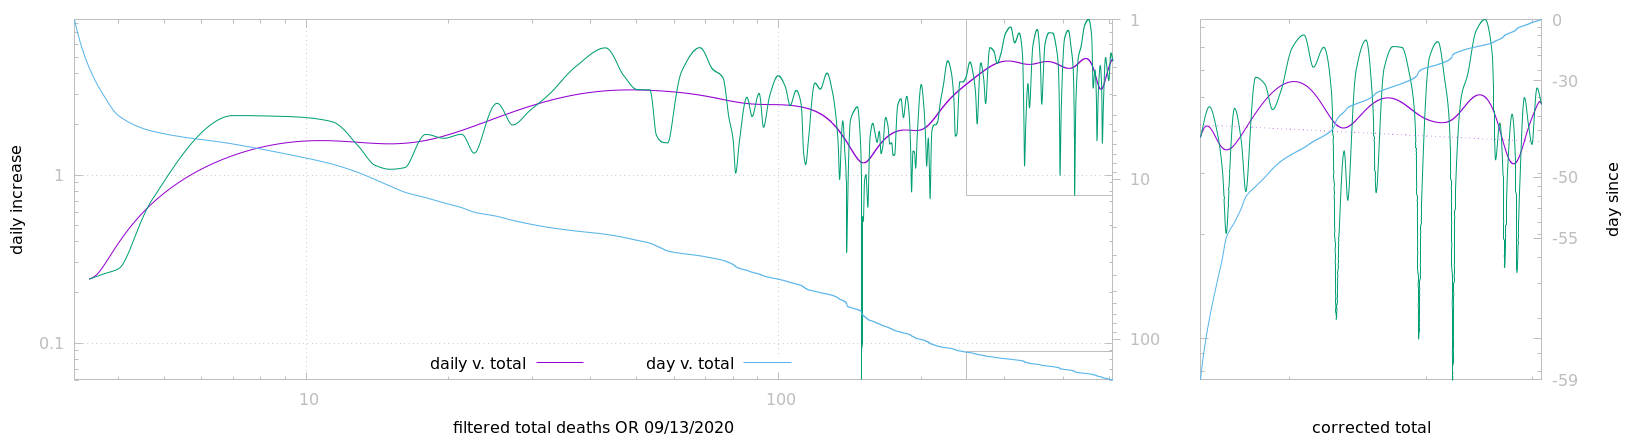 daily increase
1
0.1
10
100
1
10
100
daily v. total
day v. total
filtered total deaths OR 09/13/2020
0
-30
-50
-55
-59
day since
corrected total